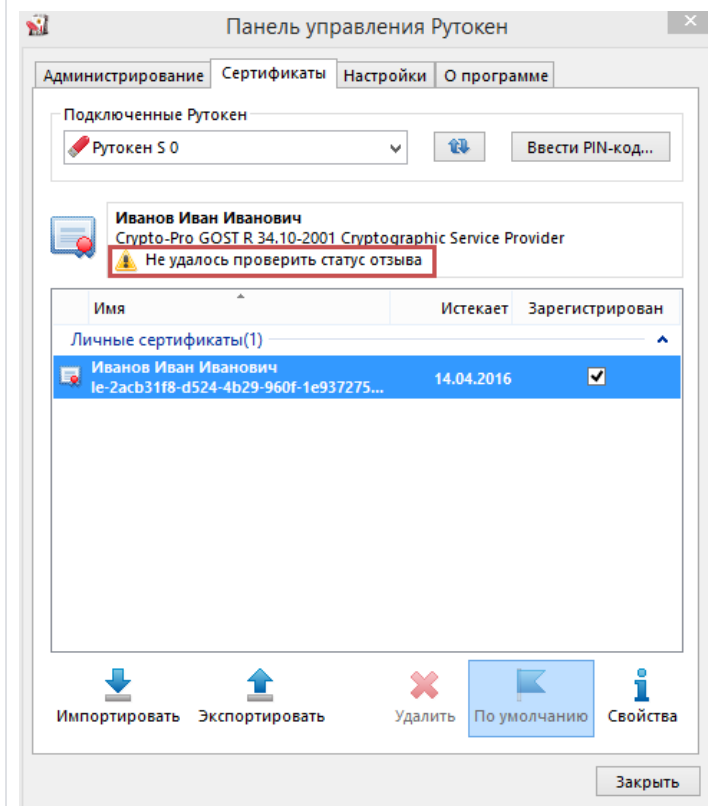 Панель управления Рутокен
Администрирование Сертификаты Настройки О программе
Подключенные Рутокен
Рутокен S 0 Ввести PIN-код...
Иванов Иван Иванович
Crypto-Pro GOST R 34.10-2001 Cryptographic Service Provider
Не удалось проверить статус отзыва
Имя Истекает Зарегистрирован
Личные сертификаты(1)
Иванов Иван Иванович
le-2acb31f8-d524-4b29-960f-1e937275... 14.04.2016
Импортировать Экспортировать Удалить По умолчанию Свойства
Закрыть